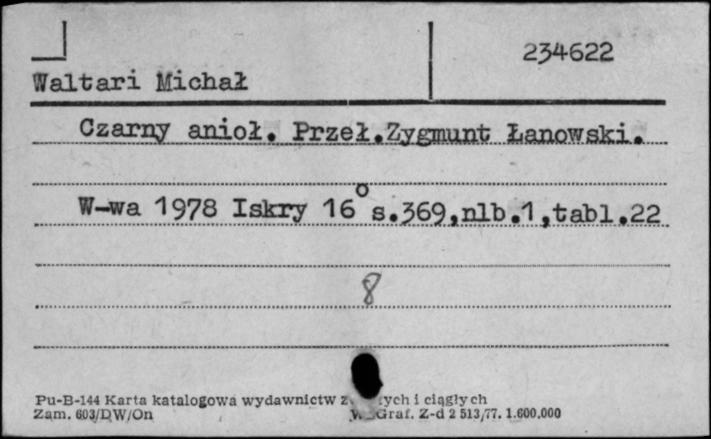 234622
Waltari Michał
Czarny anioł. Przeł.Zygmunt Łanowski.
W-wa 1978 Iskry 16° s.369,nlb.1,tabl.22
8
Pu-B-144 Karta katalogowa wydawnictw i ciągłych
Zam. 603/DW/On Graf. Z-d 2 513/77. 1.600.000